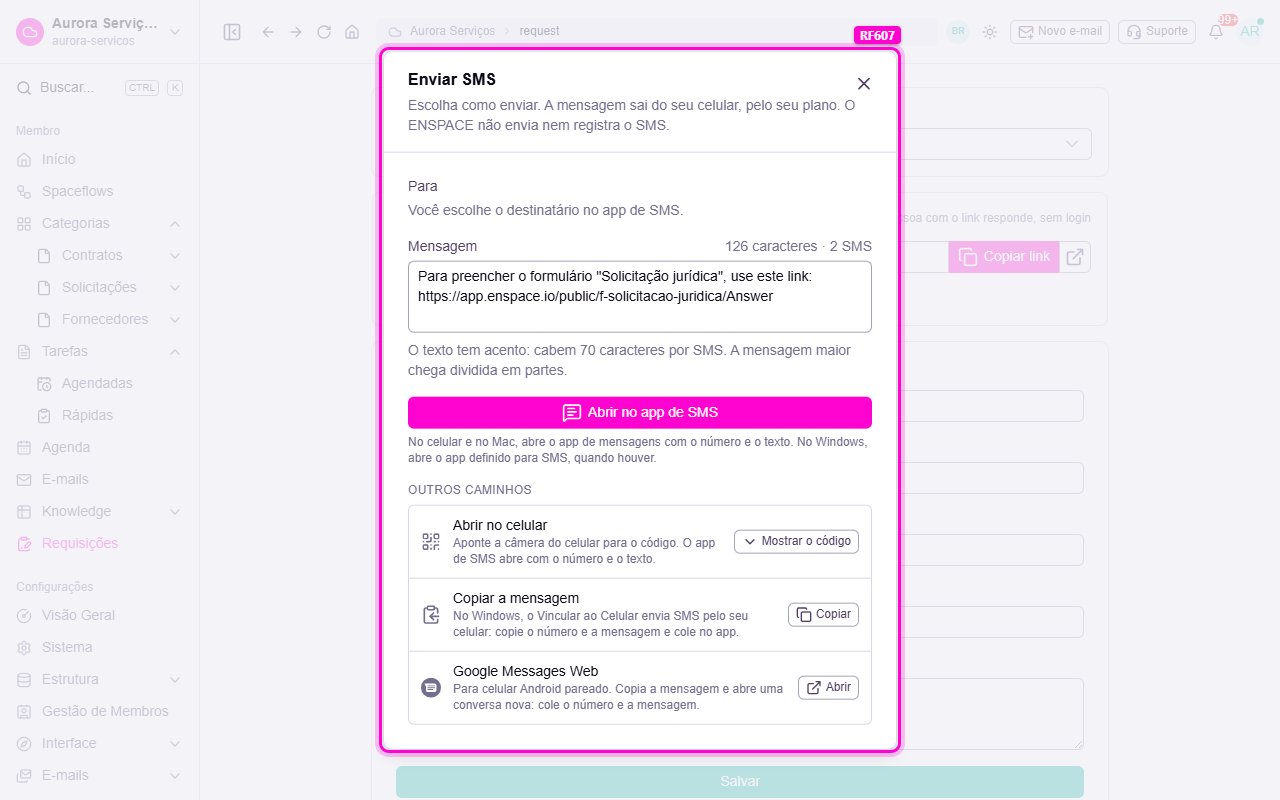 Aurora Serviç...
aurora-servicos
Buscar...
CTRL
K
Membro
Início
Spaceflows
Categorias
Contratos
Solicitações
Fornecedores
Tarefas
Agendadas
Rápidas
Agenda
E-mails
Knowledge
Requisições
Configurações
Visão Geral
Sistema
Estrutura
Gestão de Membros
Interface
E-mails
Aurora Serviços
request
BR
Novo e-mail
Suporte
99+
AR
RF607
Enviar SMS
Escolha como enviar. A mensagem sai do seu celular, pelo seu plano. O
ENSPACE não envia nem registra o SMS.
Para
Você escolhe o destinatário no app de SMS.
Mensagem
126 caracteres · 2 SMS
Para preencher o formulário "Solicitação jurídica", use este link:
https://app.enspace.io/public/f-solicitacao-juridica/Answer
O texto tem acento: cabem 70 caracteres por SMS. A mensagem maior
chega dividida em partes.
Abrir no app de SMS
No celular e no Mac, abre o app de mensagens com o número e o texto. No Windows,
abre o app definido para SMS, quando houver.
OUTROS CAMINHOS
Abrir no celular
Aponte a câmera do celular para o código. O app
de SMS abre com o número e o texto.
Mostrar o código
Copiar a mensagem
No Windows, o Vincular ao Celular envia SMS pelo seu
celular: copie o número e a mensagem e cole no app.
Copiar
Google Messages Web
Para celular Android pareado. Copia a mensagem e abre uma
conversa nova: cole o número e a mensagem.
Abrir
com o link responde, sem login
Copiar link
Salvar